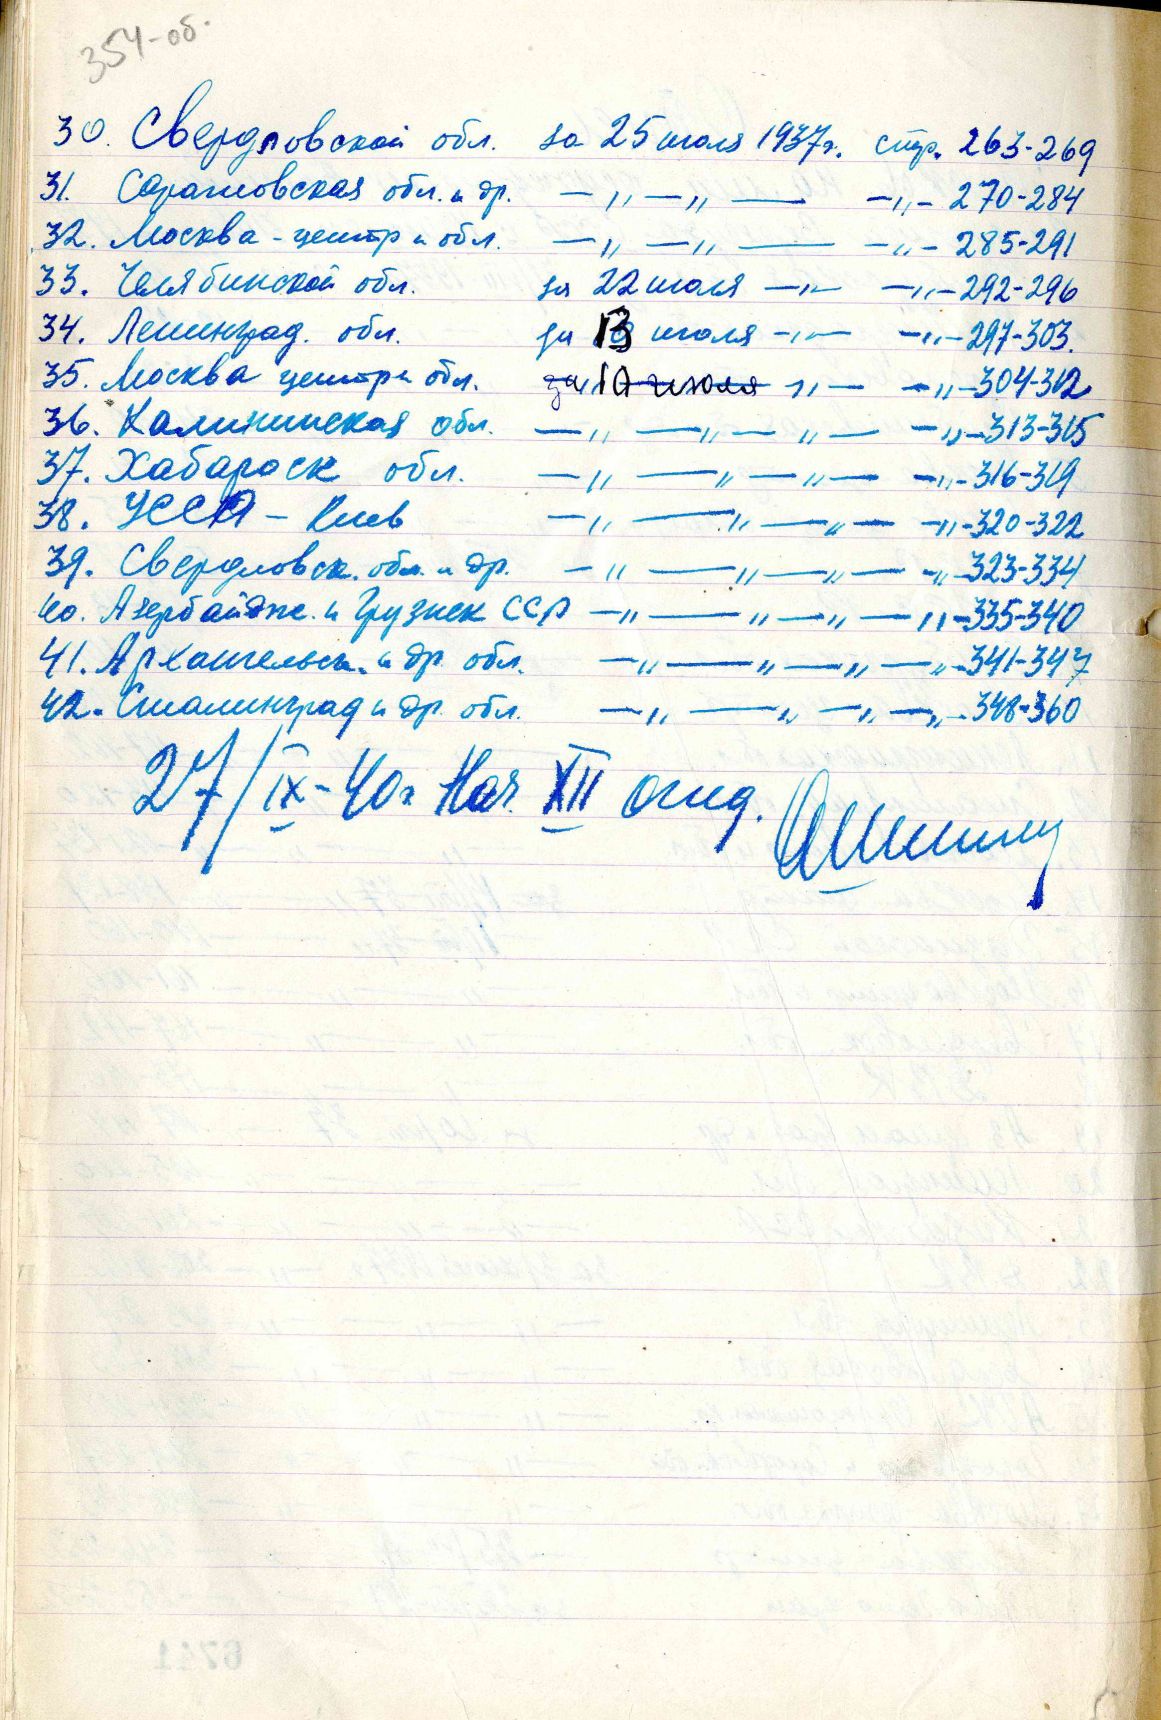 354-об.
30. Свердловской обл. за 25 июля 1937г. стр. 263-269
31. Саратовская обл. и др. — „ — „ — — „ — 270-284
32. Москва - центр и обл. — „ — „ — — „ — 285-291
33. Челябинской обл. за 22 июля — „ — — „ — 292-296
34. Ленинград. обл. за 13 июля — „ — — „ — 297-303.
35. Москва центр и обл. за 10 июля „ — — „ — 304-312
36. Калининская обл. — „ — „ — „ — — „ — 313-315
37. Хабаровск обл. — „ — „ — „ — — „ — 316-319
38. УССР - Киев — „ — „ — „ — — „ — 320-322
39. Свердловск. обл. и др. — „ — „ — „ — — „ — 323-334
40. Азербайдж. и Грузнск ССР — „ — „ — „ — „ — 335-340
41. Архангельск. и др. обл. — „ — „ — „ — „ — 341-347
42. Сталинград и др. обл. — „ — „ — „ — „ — 348-360
27/IX-40г Нач. XII отд.